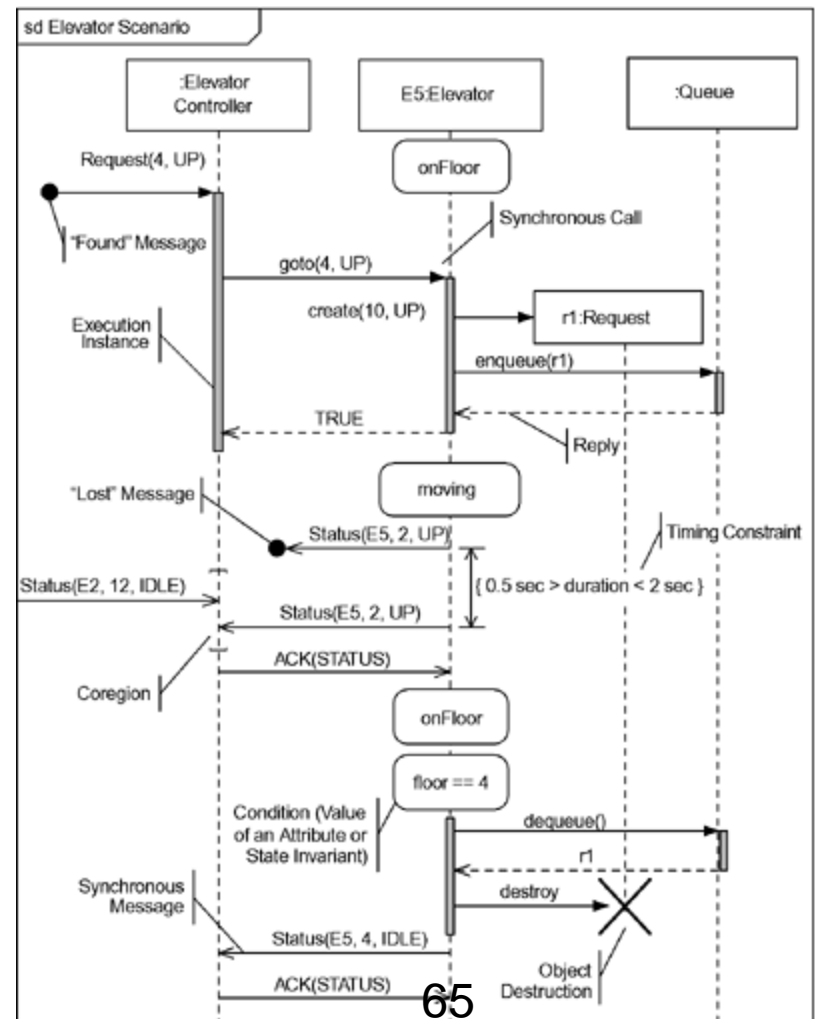 sd Elevator Scenario
:Elevator
Controller
E5:Elevator
:Queue
onFloor
Request(4, UP)
Synchronous Call
"Found" Message
goto(4, UP)
create(10, UP)
r1:Request
Execution
Instance
enqueue(r1)
TRUE
Reply
moving
"Lost" Message
Status(E5, 2, UP)
Timing Constraint
Status(E2, 12, IDLE)
{ 0.5 sec > duration < 2 sec }
Status(E5, 2, UP)
ACK(STATUS)
Coregion
onFloor
floor == 4
Condition (Value
of an Attribute or
State Invariant)
dequeue()
r1
Synchronous
Message
destroy
Status(E5, 4, IDLE)
Object
Destruction
ACK(STATUS)
65